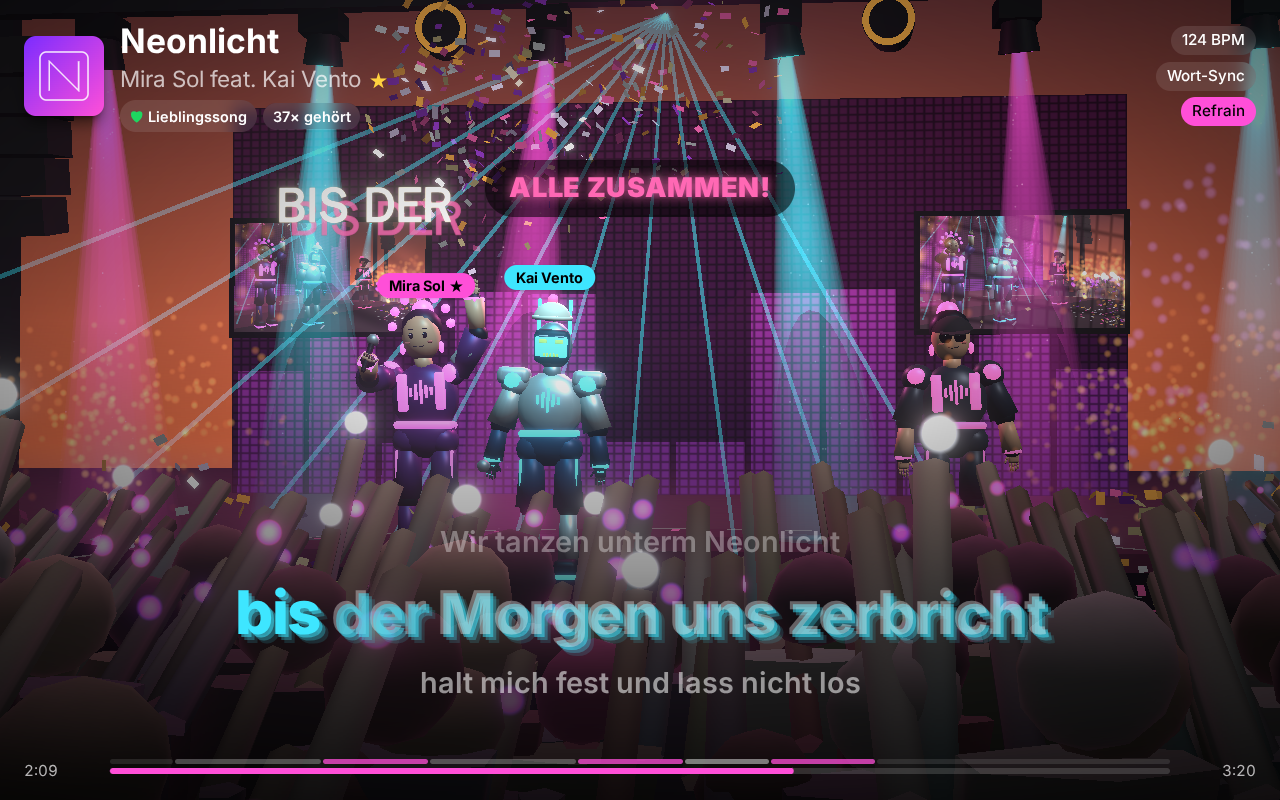 Neonlicht
Mira Sol feat. Kai Vento ★
Lieblingssong
37× gehört
124 BPM
Wort-Sync
Refrain
BIS DER
BIS DER
ALLE ZUSAMMEN!
Mira Sol ★
Kai Vento
Wir tanzen unterm Neonlicht
bis der Morgen uns zerbricht
halt mich fest und lass nicht los
2:09
3:20